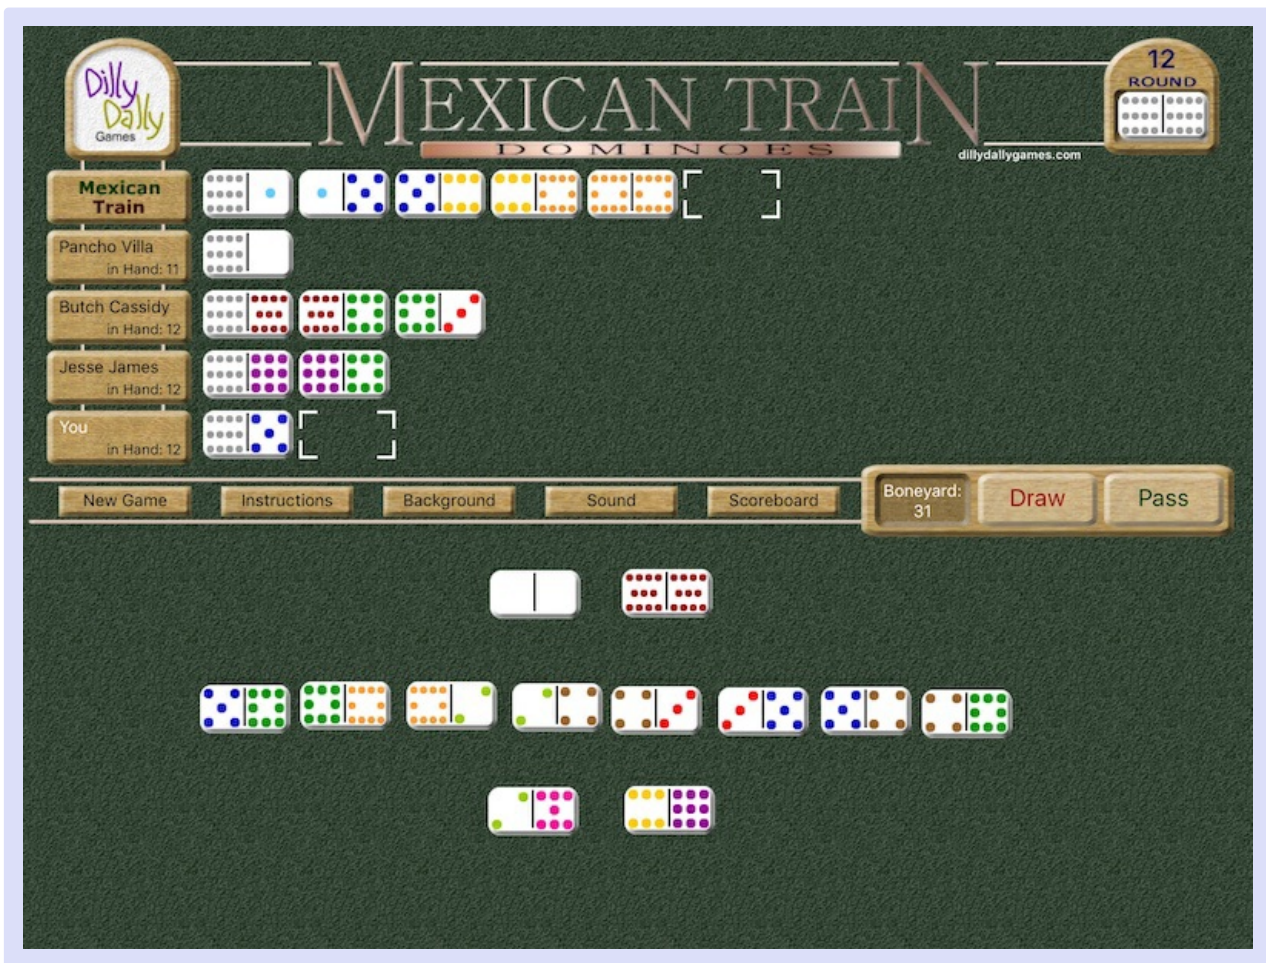 Dilly
Dally
Games
MEXICAN TRAIN
DOMINOES
dillydallygames.com
12
ROUND
Mexican
Train
Pancho Villa
in Hand: 11
Butch Cassidy
in Hand: 12
Jesse James
in Hand: 12
You
in Hand: 12
New Game
Instructions
Background
Sound
Scoreboard
Boneyard:
31
Draw
Pass